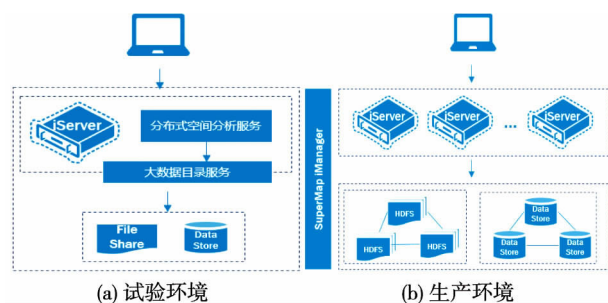 iServer
分布式空间分析服务
大数据目录服务
File
Share
Data
Store
(a) 试验环境
SuperMap iManager
iServer
iServer
...
iServer
HDFS
HDFS
HDFS
Data
Store
Data
Store
Data
Store
(b) 生产环境